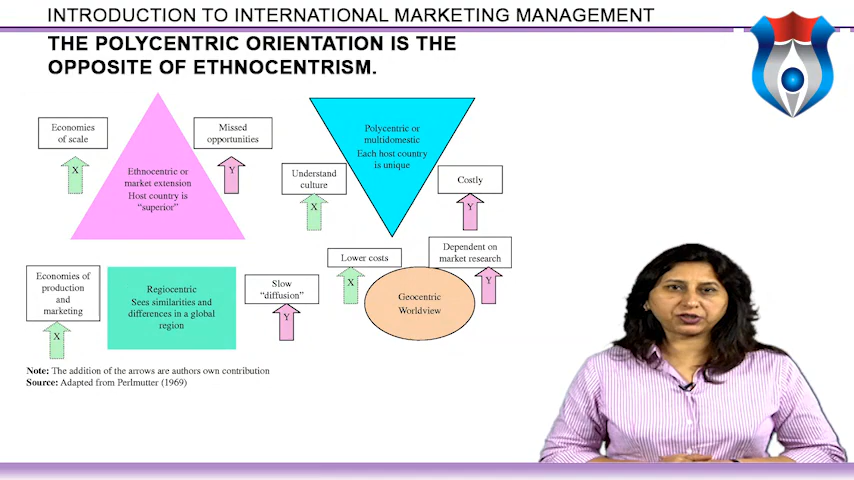 INTRODUCTION TO INTERNATIONAL MARKETING MANAGEMENT
THE POLYCENTRIC ORIENTATION IS THE
OPPOSITE OF ETHNOCENTRISM.
Economies
of scale
X
Ethnocentric or
market extension
Host country is
“superior”
Missed
opportunities
Y
Polycentric or
multidomestic
Each host country
is unique
Understand
culture
X
Costly
Y
Economies of
production
and
marketing
X
Regiocentric
Sees similarities and
differences in a global
region
Slow
“diffusion”
Y
Lower costs
X
Geocentric
Worldview
Dependent on
market research
Y
Note: The addition of the arrows are authors own contribution
Source: Adapted from Perlmutter (1969)